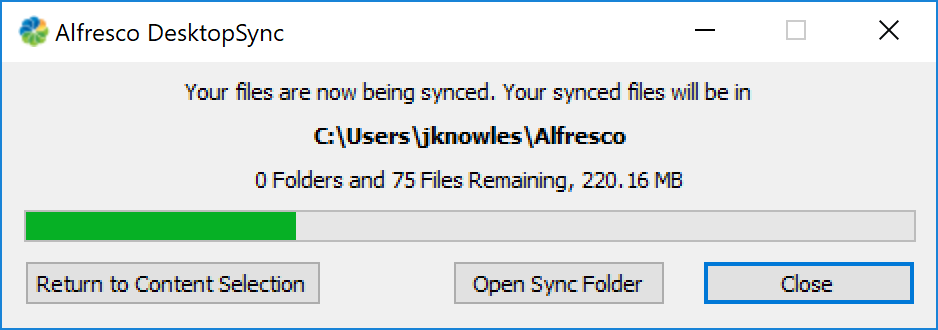 Alfresco DesktopSync
Your files are now being synced. Your synced files will be in
C:\Users\jknowles\Alfresco
0 Folders and 75 Files Remaining, 220.16 MB
Return to Content Selection
Open Sync Folder
Close